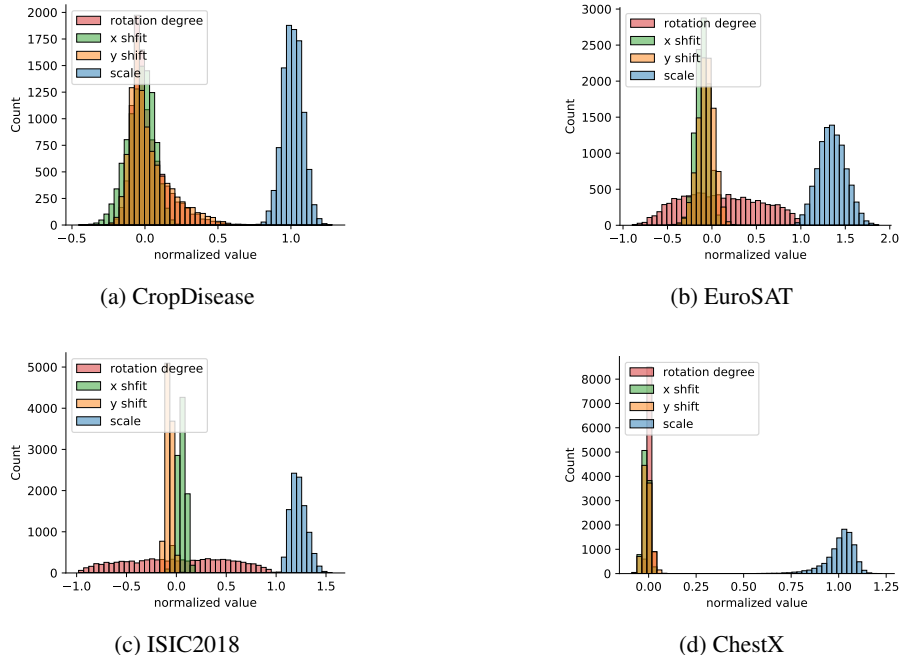 2000
1750
1500
1250
1000
750
500
250
0
Count
rotation degree
x shfit
y shift
scale
−0.5
0.0
0.5
1.0
normalized value
(a) CropDisease
3000
2500
2000
1500
1000
500
0
Count
rotation degree
x shfit
y shift
scale
−1.0
−0.5
0.0
0.5
1.0
1.5
2.0
normalized value
(b) EuroSAT
5000
4000
3000
2000
1000
0
Count
rotation degree
x shfit
y shift
scale
−1.0
−0.5
0.0
0.5
1.0
1.5
normalized value
(c) ISIC2018
8000
7000
6000
5000
4000
3000
2000
1000
0
Count
rotation degree
x shfit
y shift
scale
0.00
0.25
0.50
0.75
1.00
1.25
normalized value
(d) ChestX